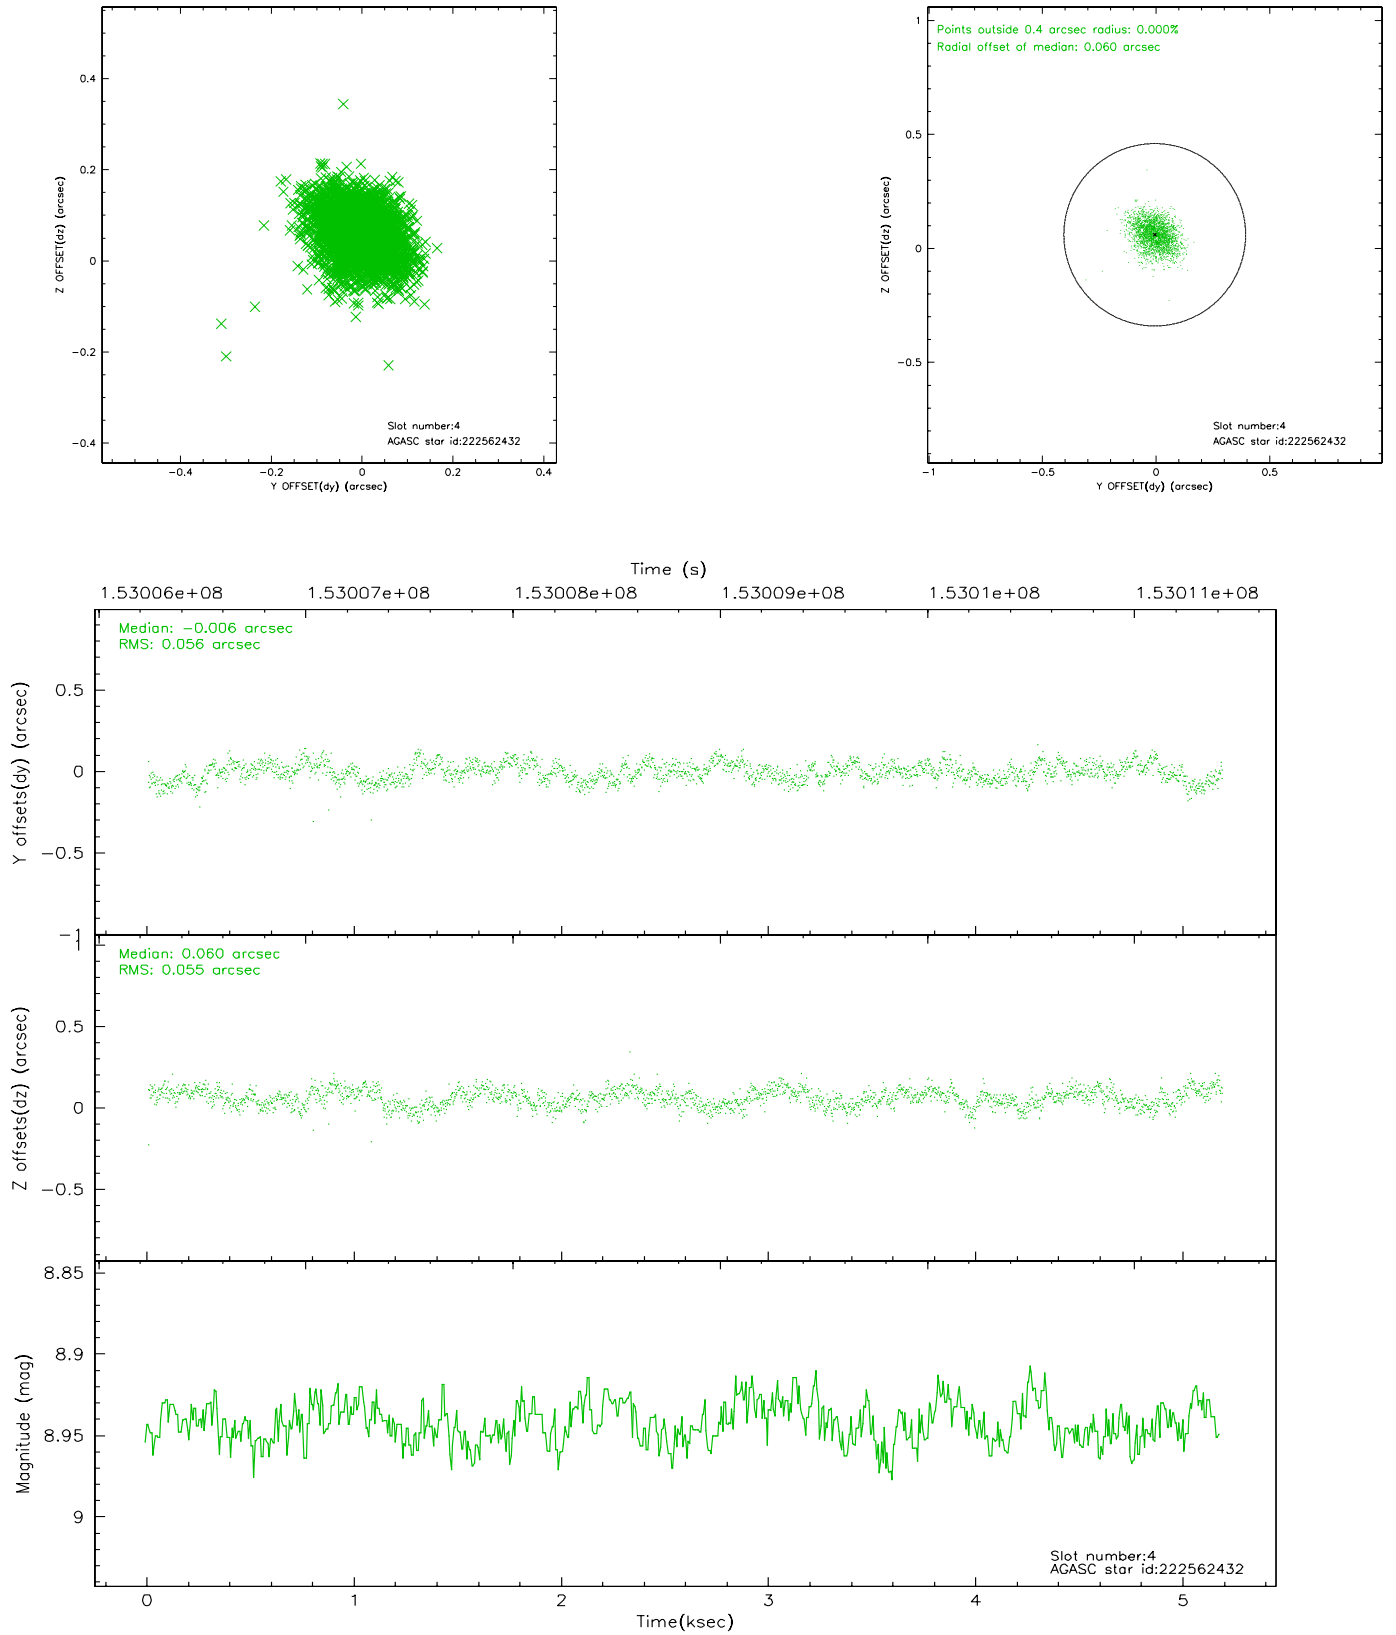 0.4
0.2
0
−0.2
−0.4
Z OFFSET(dz) (arcsec)
Slot number:4
AGASC star id:222562432
−0.4
−0.2
0
0.2
0.4
Y OFFSET(dy) (arcsec)
Points outside 0.4 arcsec radius: 0.000%
Radial offset of median: 0.060 arcsec
1
0.5
0
−0.5
Z OFFSET(dz) (arcsec)
Slot number:4
AGASC star id:222562432
−1
−0.5
0
0.5
Y OFFSET(dy) (arcsec)
Time (s)
1.53006e+08
1.53007e+08
1.53008e+08
1.53009e+08
1.5301e+08
1.53011e+08
Median: −0.006 arcsec
RMS: 0.056 arcsec
0.5
0
−0.5
−1
Y offsets(dy) (arcsec)
Median: 0.060 arcsec
RMS: 0.055 arcsec
1
0.5
0
−0.5
Z offsets(dz) (arcsec)
8.85
8.9
8.95
9
Magnitude (mag)
Slot number:4
AGASC star id:222562432
0
1
2
3
4
5
Time(ksec)